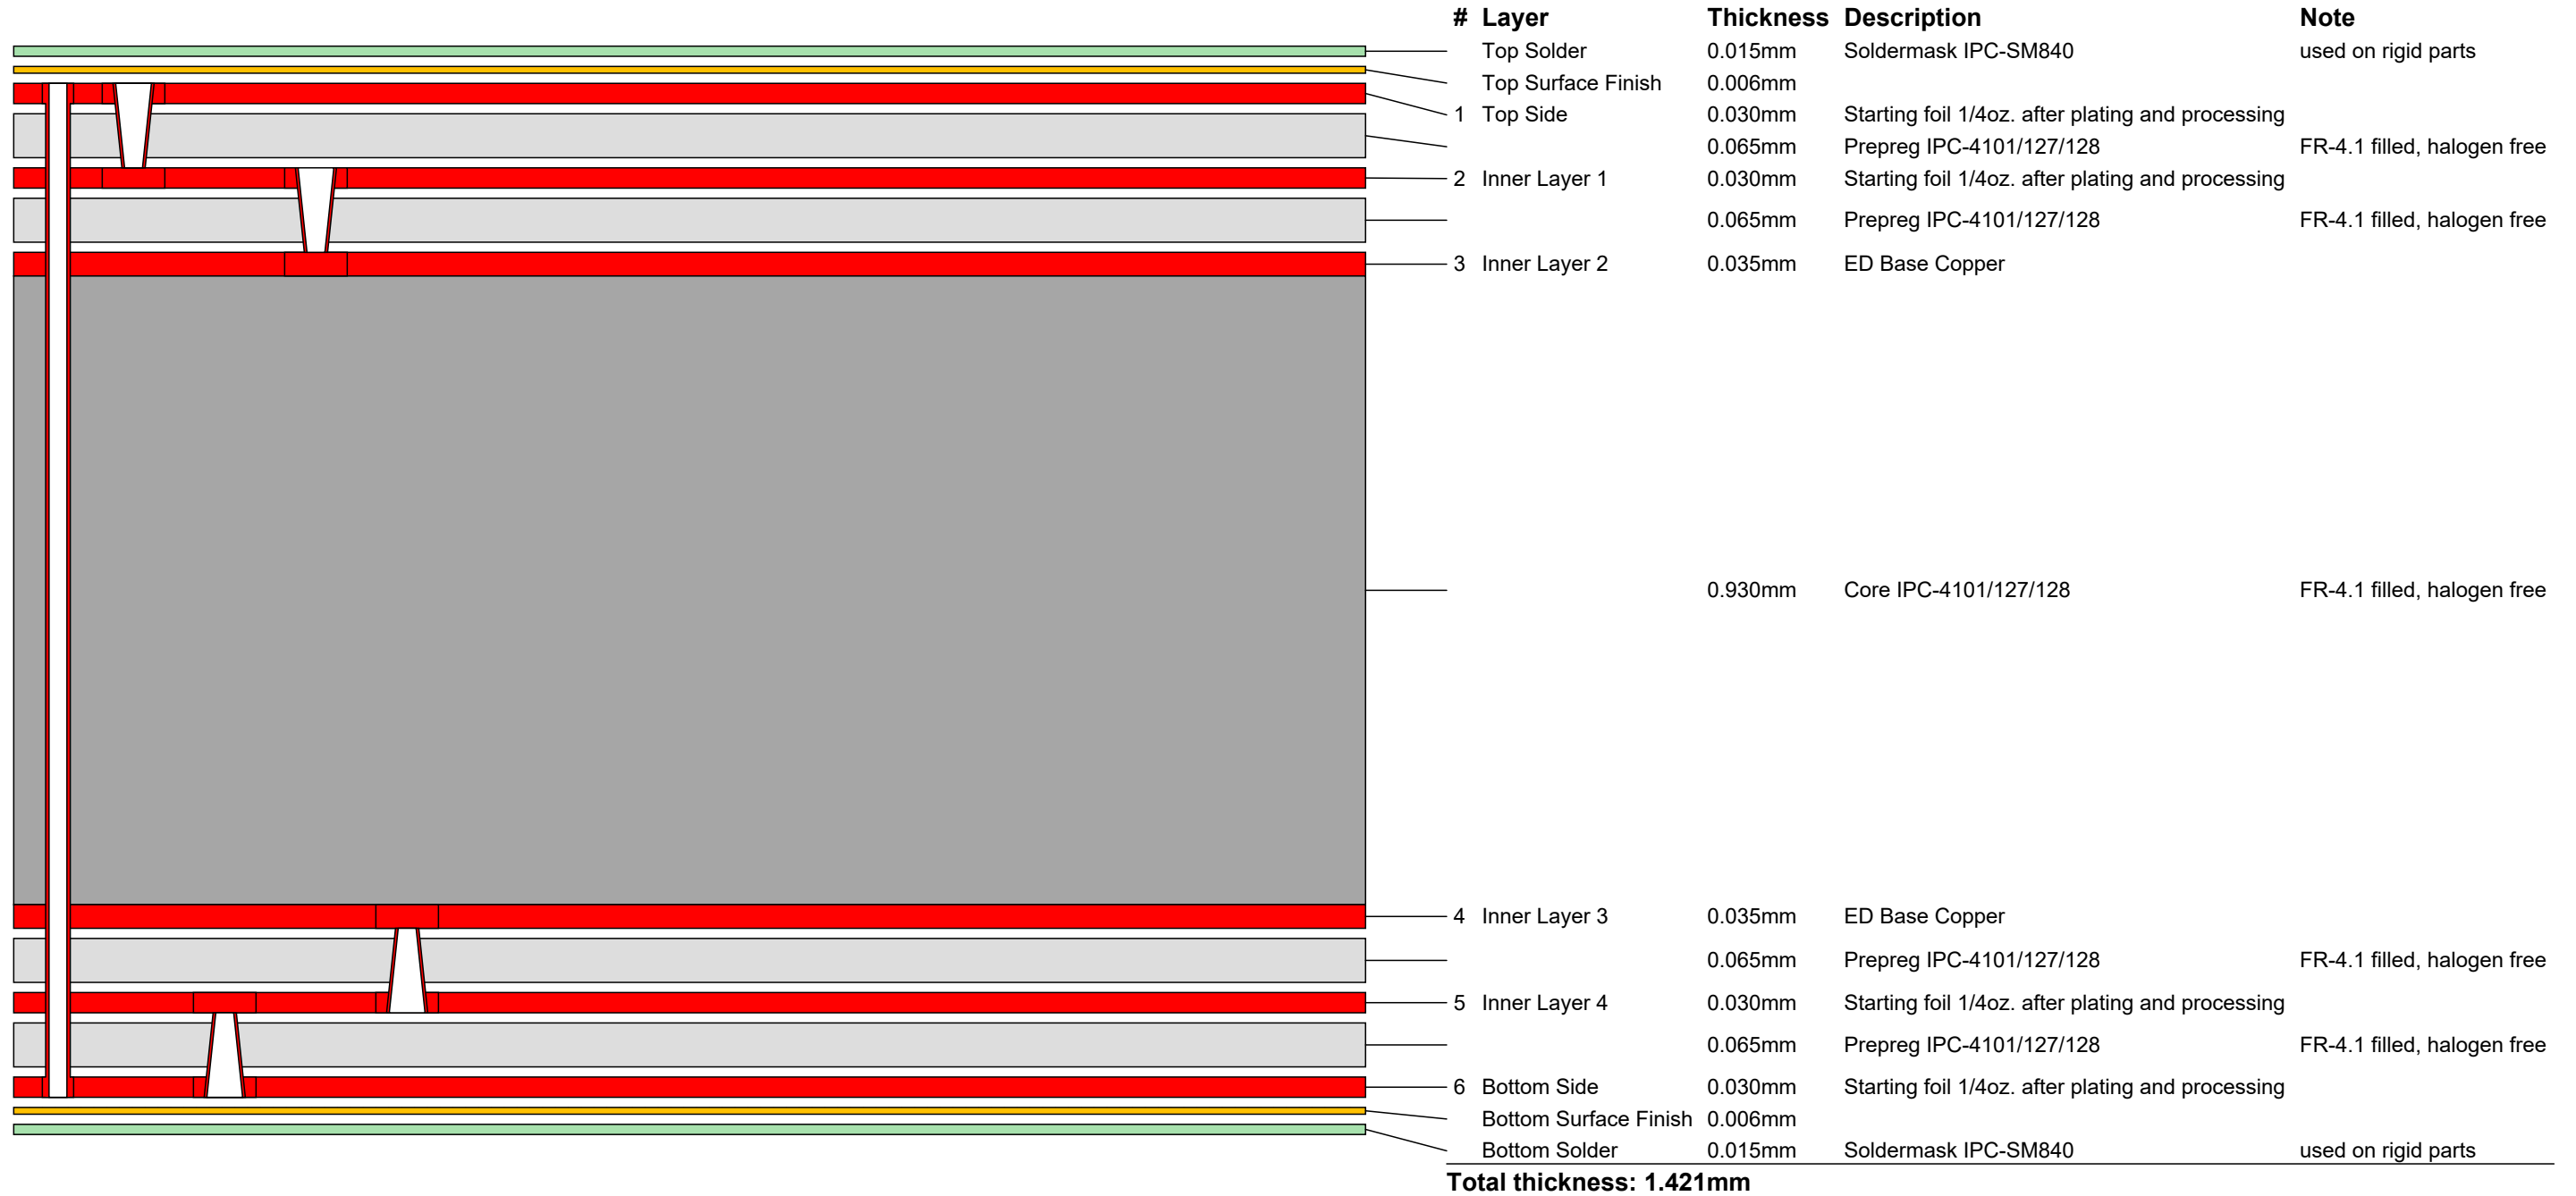 # Layer Thickness Description Note
Top Solder 0.015mm Soldermask IPC-SM840 used on rigid parts
Top Surface Finish 0.006mm
1 Top Side 0.030mm Starting foil 1/4oz. after plating and processing
0.065mm Prepreg IPC-4101/127/128 FR-4.1 filled, halogen free
2 Inner Layer 1 0.030mm Starting foil 1/4oz. after plating and processing
0.065mm Prepreg IPC-4101/127/128 FR-4.1 filled, halogen free
3 Inner Layer 2 0.035mm ED Base Copper
0.930mm Core IPC-4101/127/128 FR-4.1 filled, halogen free
4 Inner Layer 3 0.035mm ED Base Copper
0.065mm Prepreg IPC-4101/127/128 FR-4.1 filled, halogen free
5 Inner Layer 4 0.030mm Starting foil 1/4oz. after plating and processing
0.065mm Prepreg IPC-4101/127/128 FR-4.1 filled, halogen free
6 Bottom Side 0.030mm Starting foil 1/4oz. after plating and processing
Bottom Surface Finish 0.006mm
Bottom Solder 0.015mm Soldermask IPC-SM840 used on rigid parts
Total thickness: 1.421mm